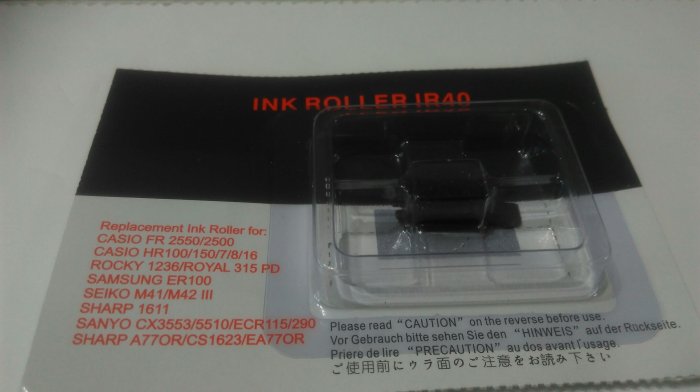 INK ROLLER IR40
Replacement Ink Roller for:
CASIO FR 2550/2500
CASIO HR100/150/7/8/16
ROCKY 1236/ROYAL 315 PD
SAMSUNG ER100
SEIKO M41/M42 III
SHARP 1611
SANYO CX3553/5510/ECR115/290
SHARP A77OR/CS1623/EA77OR
Please read “CAUTION” on the reverse before use.
Vor Gebrauch bitte sehen Sie den “HINWEIS” auf der Rückseite.
Priere de lire “PRECAUTION” au dos avant l'usage.
ご使用前にゥラ面のご注意をお読み下さい